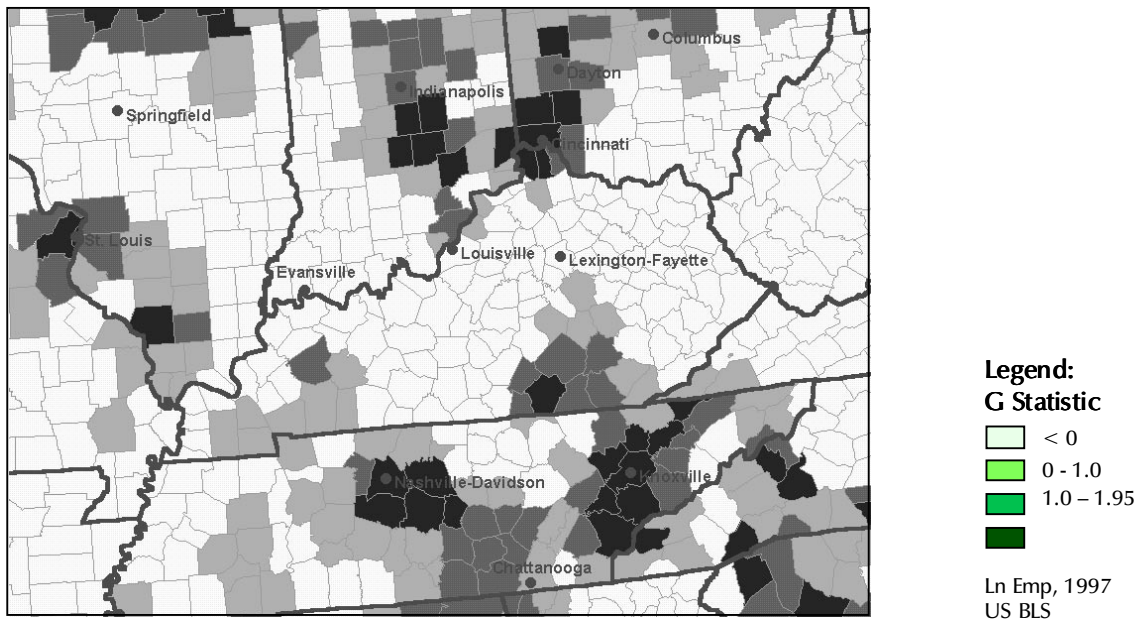 Columbus
Dayton
Indianapolis
Springfield
Cincinnati
St. Louis
Louisville
Lexington-Fayette
Evansville
Knoxville
Nashville-Davidson
Chattanooga
Legend:
G Statistic
< 0
0 - 1.0
1.0 – 1.95
Ln Emp, 1997
US BLS